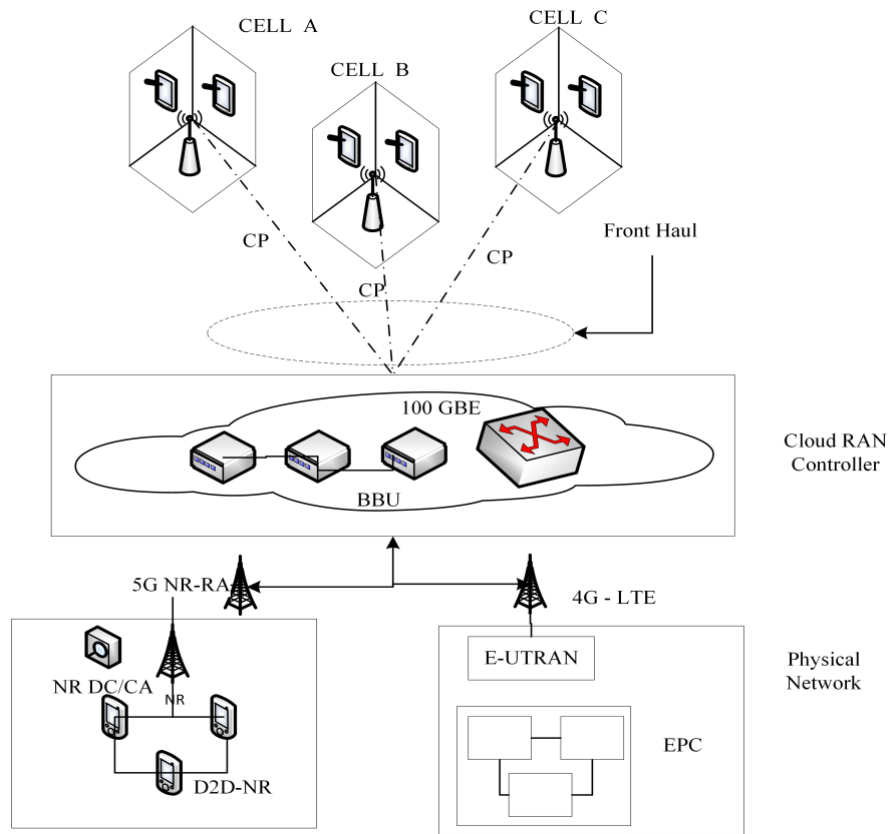 CELL A
CELL B
CELL C
CP
CP
CP
Front Haul
100 GBE
BBU
Cloud RAN
Controller
5G NR-RA
4G - LTE
NR DC/CA
NR
D2D-NR
E-UTRAN
EPC
Physical
Network